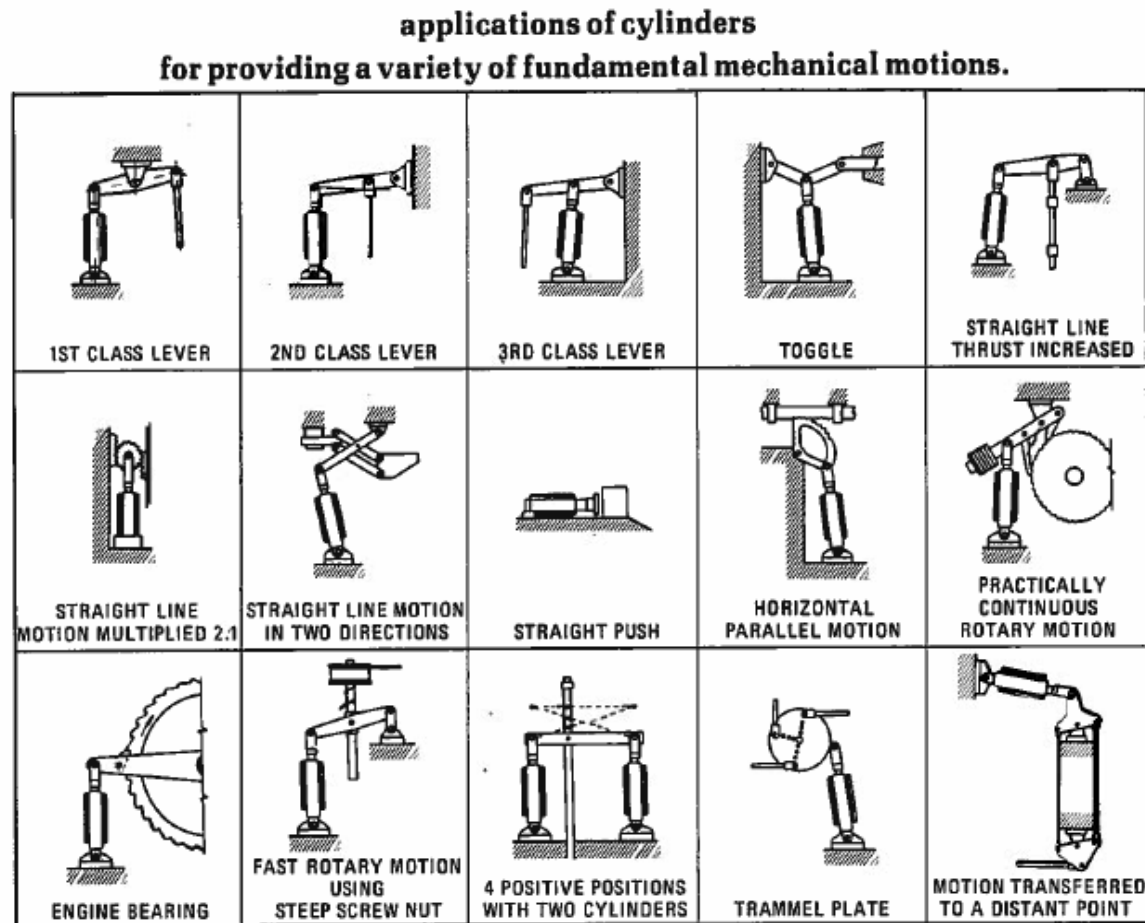 applications of cylinders
for providing a variety of fundamental mechanical motions.
1ST CLASS LEVER
2ND CLASS LEVER
3RD CLASS LEVER
TOGGLE
STRAIGHT LINE
THRUST INCREASED
STRAIGHT LINE
MOTION MULTIPLIED 2:1
STRAIGHT LINE MOTION
IN TWO DIRECTIONS
STRAIGHT PUSH
HORIZONTAL
PARALLEL MOTION
PRACTICALLY
CONTINUOUS
ROTARY MOTION
ENGINE BEARING
FAST ROTARY MOTION
USING
STEEP SCREW NUT
4 POSITIVE POSITIONS
WITH TWO CYLINDERS
TRAMMEL PLATE
MOTION TRANSFERRED
TO A DISTANT POINT